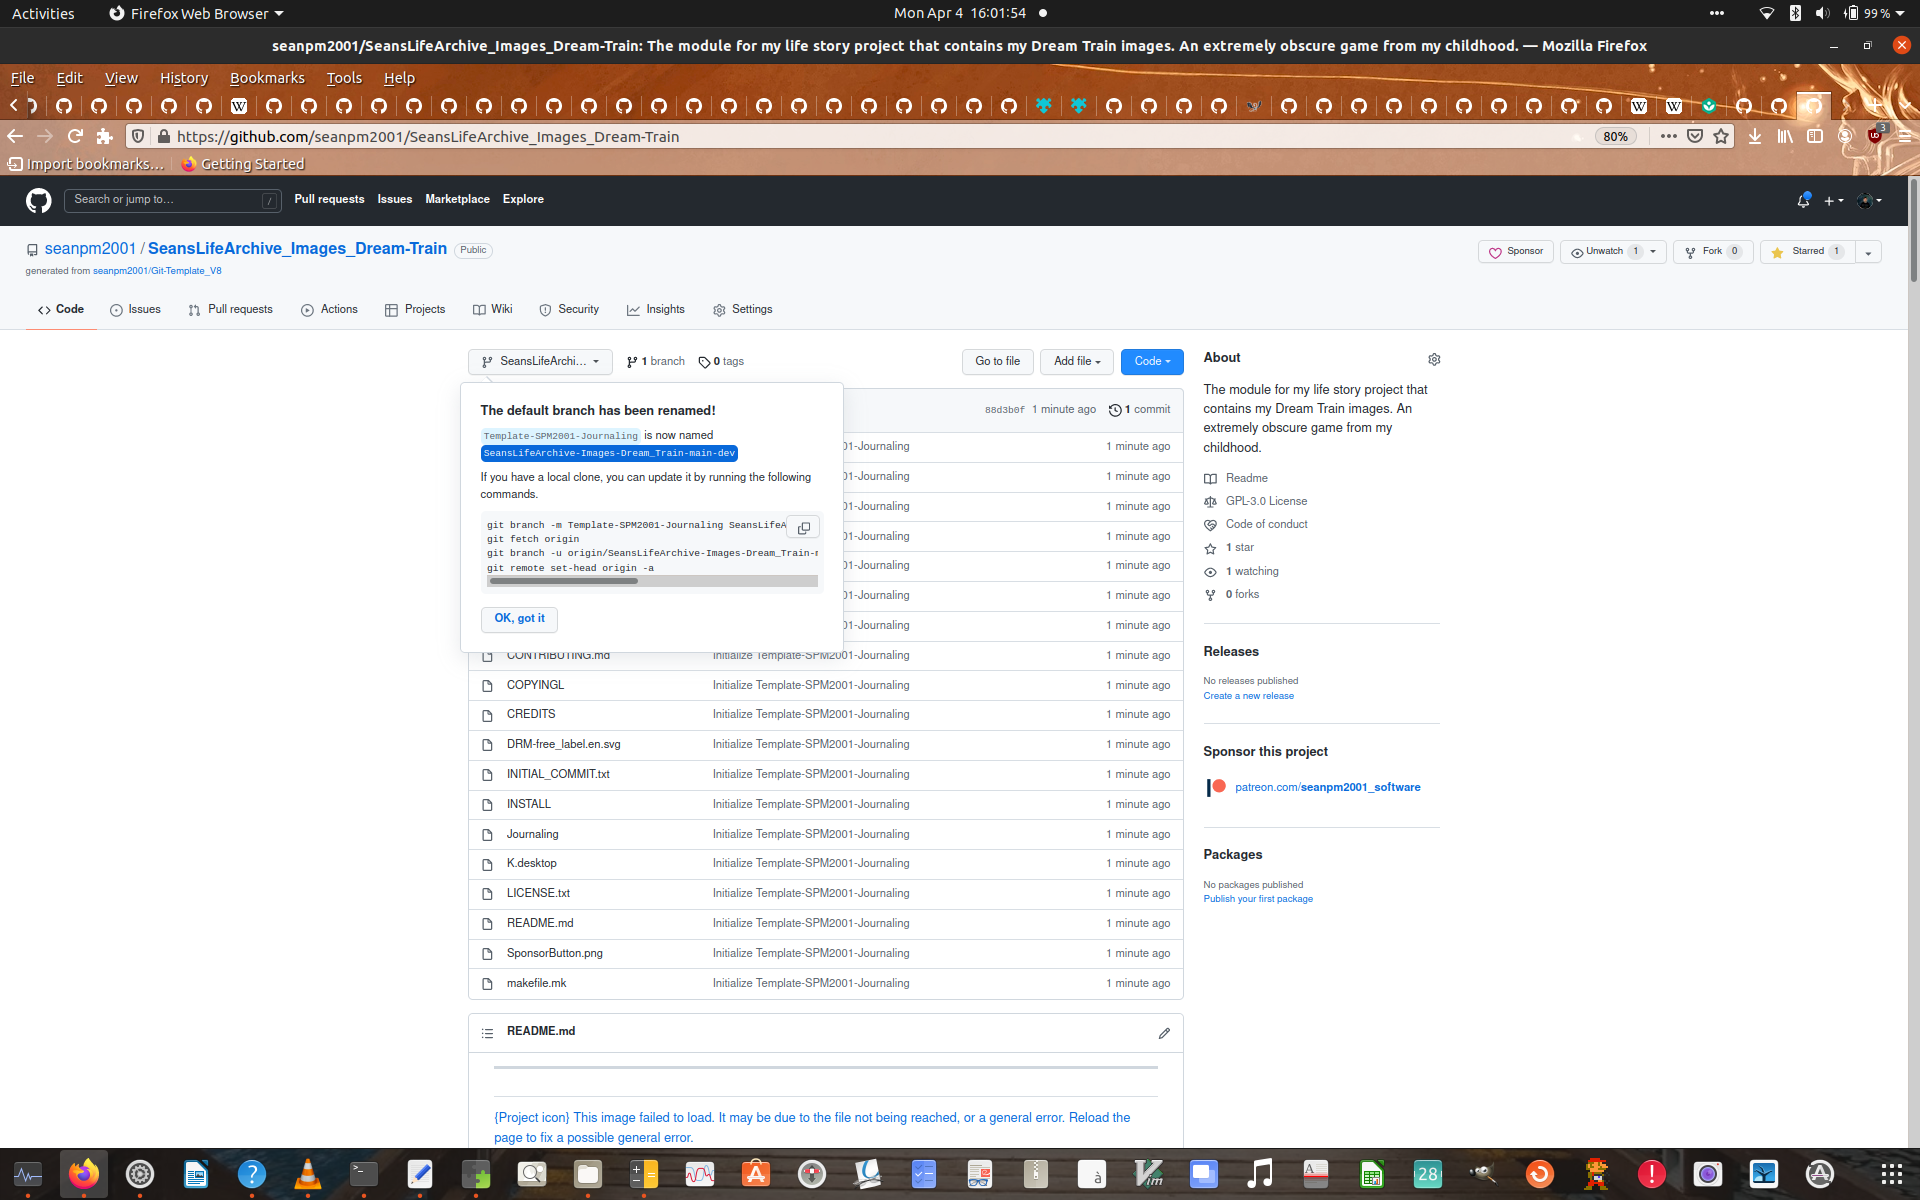 Activities
Firefox Web Browser
Mon Apr 4 16:01:54
99 %
seanpm2001/SeansLifeArchive_Images_Dream-Train: The module for my life story project that contains my Dream Train images. An extremely obscure game from my childhood. — Mozilla Firefox
File Edit View History Bookmarks Tools Help
https://github.com/seanpm2001/SeansLifeArchive_Images_Dream-Train
80%
3
Import bookmarks...
Getting Started
Search or jump to...
/
Pull requests Issues Marketplace Explore
seanpm2001 / SeansLifeArchive_Images_Dream-Train Public
generated from seanpm2001/Git-Template_V8
Sponsor
Unwatch 1
Fork 0
Starred 1
Code Issues Pull requests Actions Projects Wiki Security Insights Settings
SeansLifeArchi...
1 branch
0 tags
Go to file
Add file
Code
The default branch has been renamed!
Template-SPM2001-Journaling is now named
SeansLifeArchive-Images-Dream_Train-main-dev
If you have a local clone, you can update it by running the following
commands.
git branch -m Template-SPM2001-Journaling SeansLifeA
git fetch origin
git branch -u origin/SeansLifeArchive-Images-Dream_Train-m
git remote set-head origin -a
OK, got it
88d3b0f 1 minute ago 1 commit
01-Journaling 1 minute ago
01-Journaling 1 minute ago
01-Journaling 1 minute ago
01-Journaling 1 minute ago
01-Journaling 1 minute ago
01-Journaling 1 minute ago
01-Journaling 1 minute ago
CONTRIBUTING.md Initialize Template-SPM2001-Journaling 1 minute ago
COPYINGL Initialize Template-SPM2001-Journaling 1 minute ago
CREDITS Initialize Template-SPM2001-Journaling 1 minute ago
DRM-free_label.en.svg Initialize Template-SPM2001-Journaling 1 minute ago
INITIAL_COMMIT.txt Initialize Template-SPM2001-Journaling 1 minute ago
INSTALL Initialize Template-SPM2001-Journaling 1 minute ago
Journaling Initialize Template-SPM2001-Journaling 1 minute ago
K.desktop Initialize Template-SPM2001-Journaling 1 minute ago
LICENSE.txt Initialize Template-SPM2001-Journaling 1 minute ago
README.md Initialize Template-SPM2001-Journaling 1 minute ago
SponsorButton.png Initialize Template-SPM2001-Journaling 1 minute ago
makefile.mk Initialize Template-SPM2001-Journaling 1 minute ago
README.md
{Project icon} This image failed to load. It may be due to the file not being reached, or a general error. Reload the
page to fix a possible general error.
About
The module for my life story project that
contains my Dream Train images. An
extremely obscure game from my
childhood.
Readme
GPL-3.0 License
Code of conduct
1 star
1 watching
0 forks
Releases
No releases published
Create a new release
Sponsor this project
patreon.com/seanpm2001_software
Packages
No packages published
Publish your first package
28